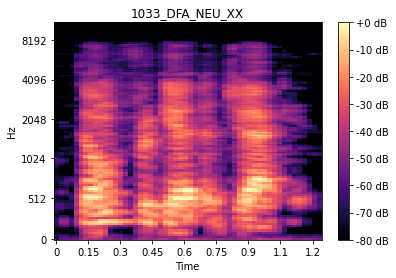 1033_DFA_NEU_XX
+0 dB
8192
-10 dB
4096
-20 dB
-30 dB
2048
Hz
-40 dB
1024
-50 dB
512
-60 dB
-70 dB
0
-80 dB
0 0.15 0.3 0.45 0.6 0.75 0.9 1.1 1.2
Time